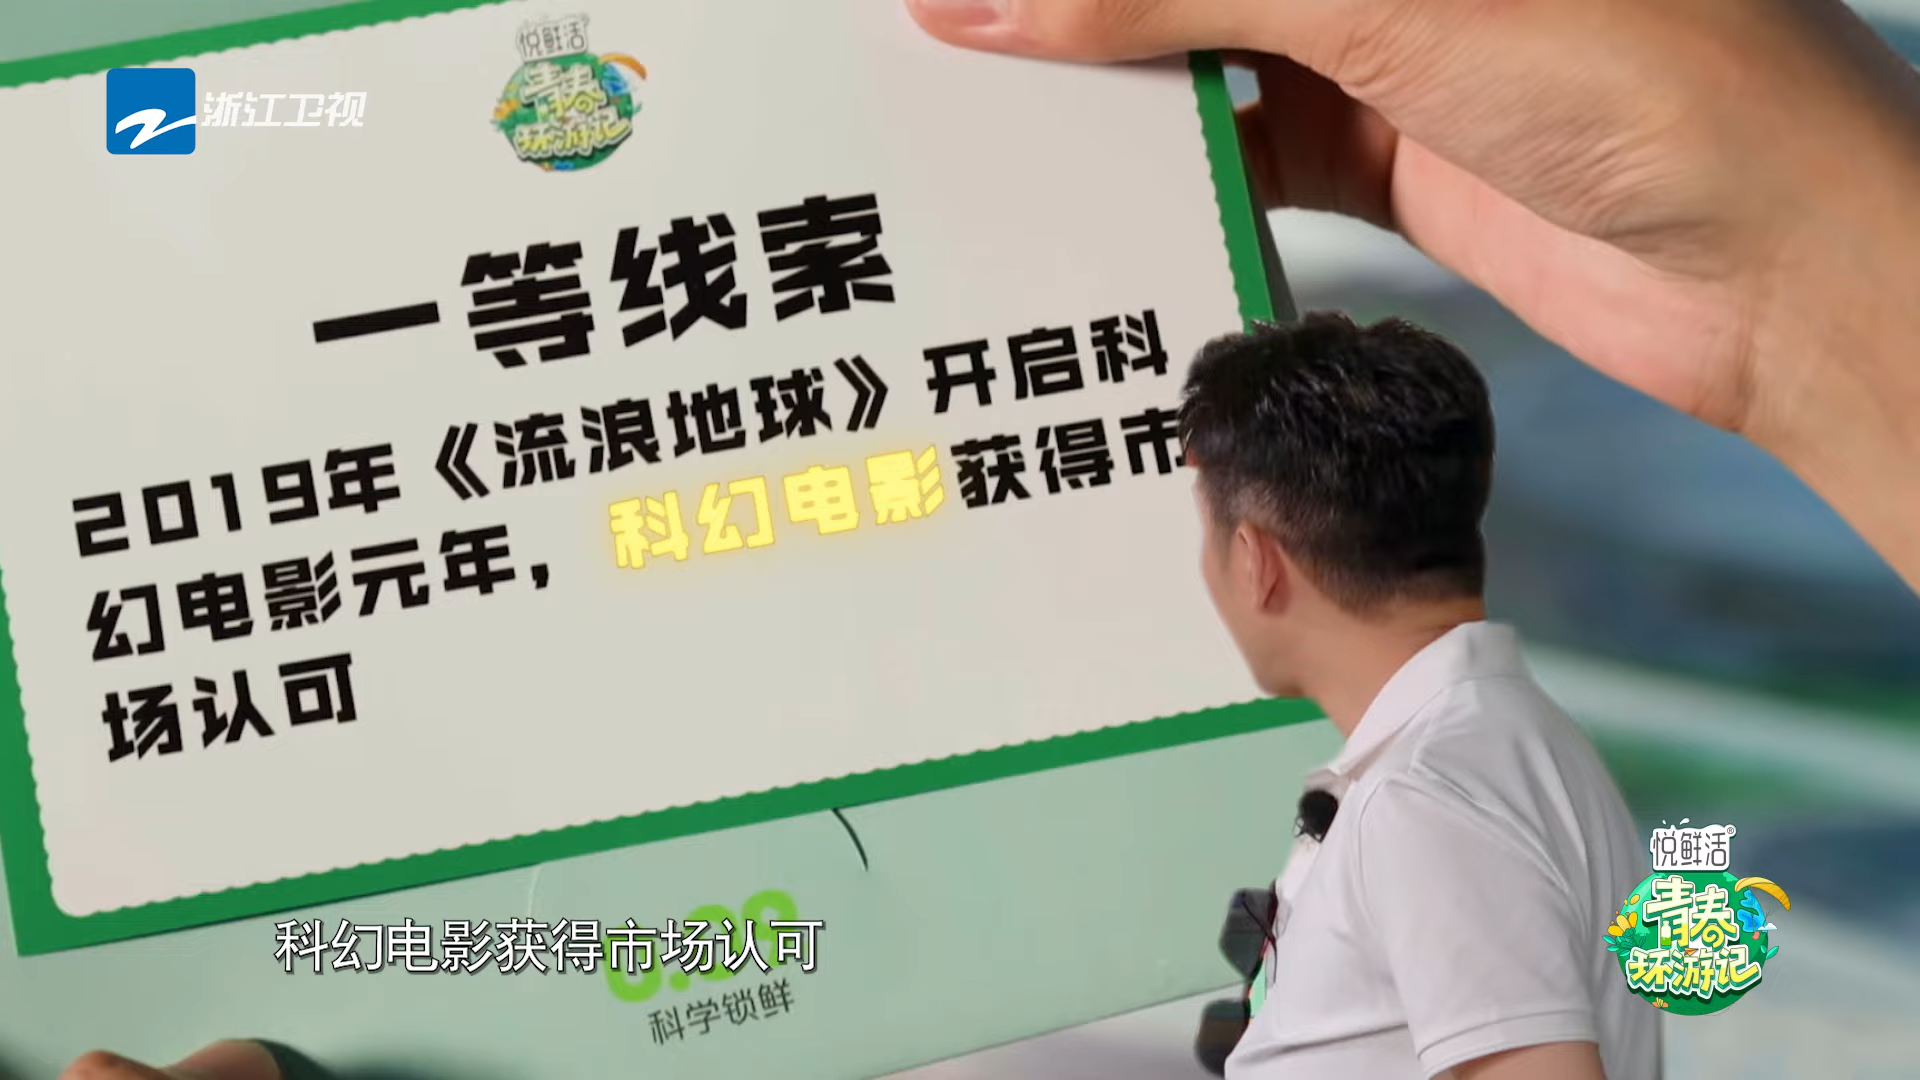 悦鲜活
青春
环游记
浙江卫视
一等线索
2019年《流浪地球》开启科
幻电影元年，科幻电影获得市
场认可
科幻电影获得市场认可
科学锁鲜
悦鲜活®
青春
环游记